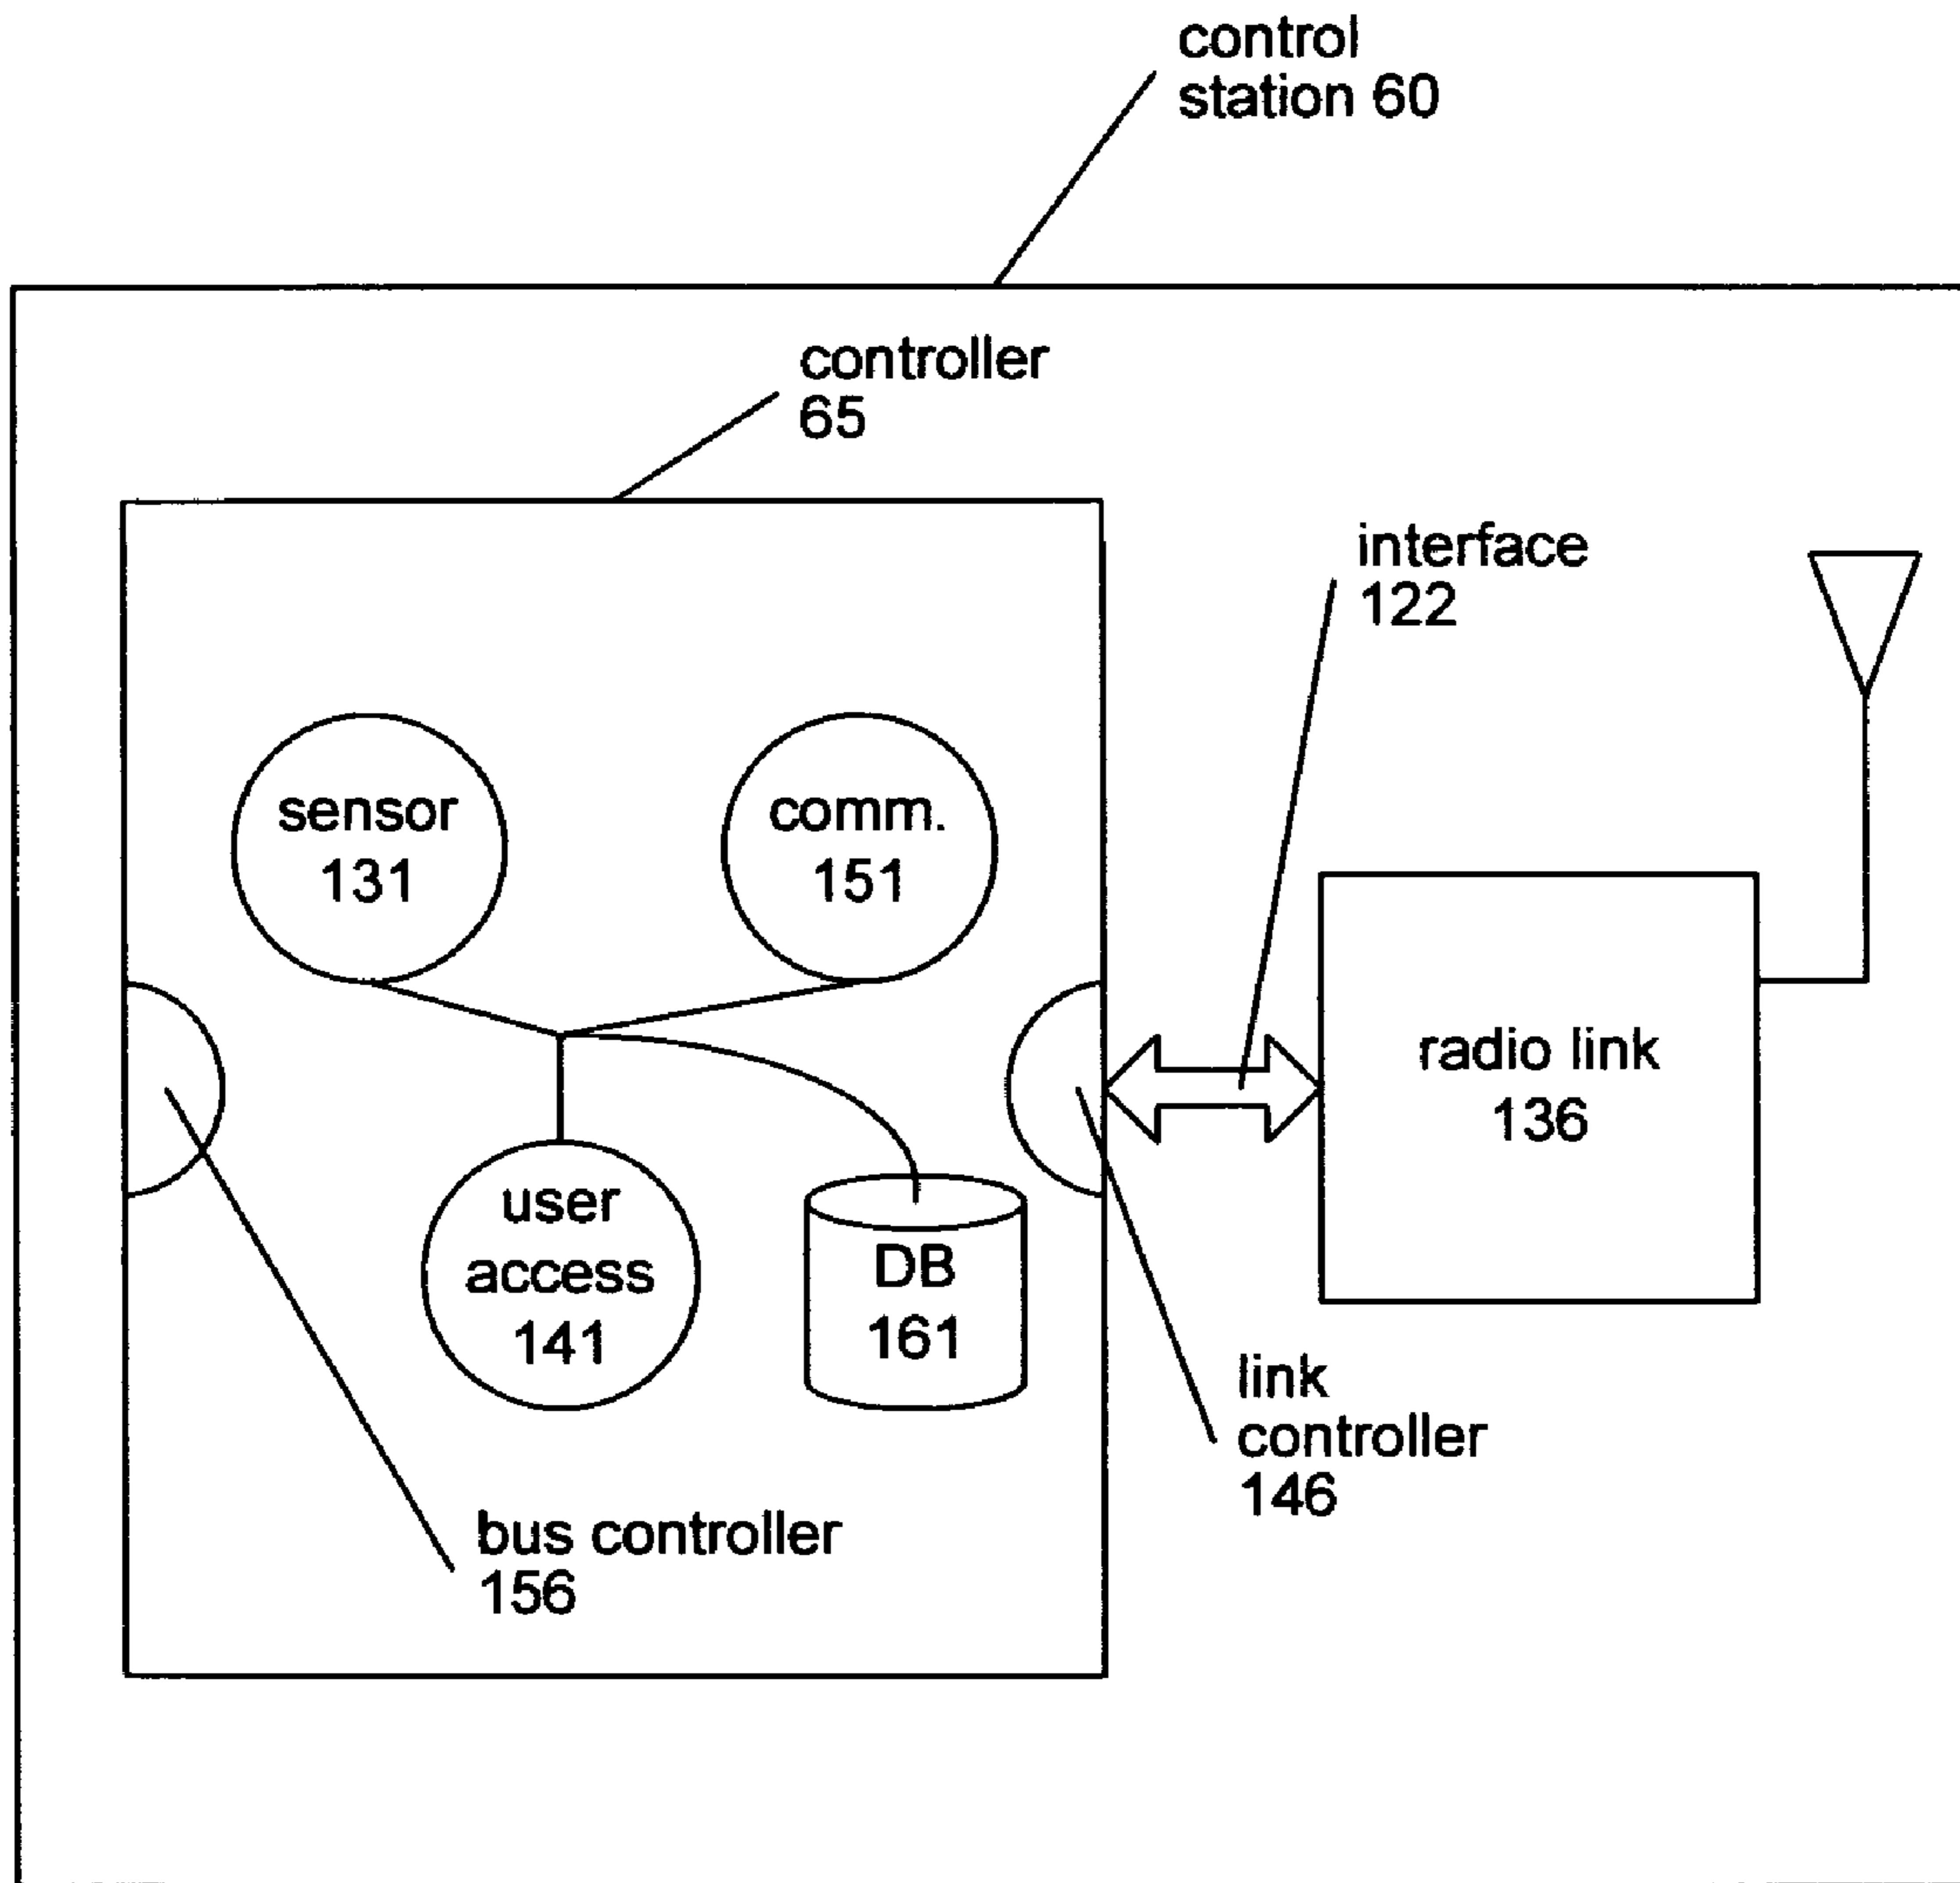 control
station 60
controller
65
interface
122
sensor
131
comm.
151
radio link
136
user
access
141
DB
161
link
controller
146
bus controller
156